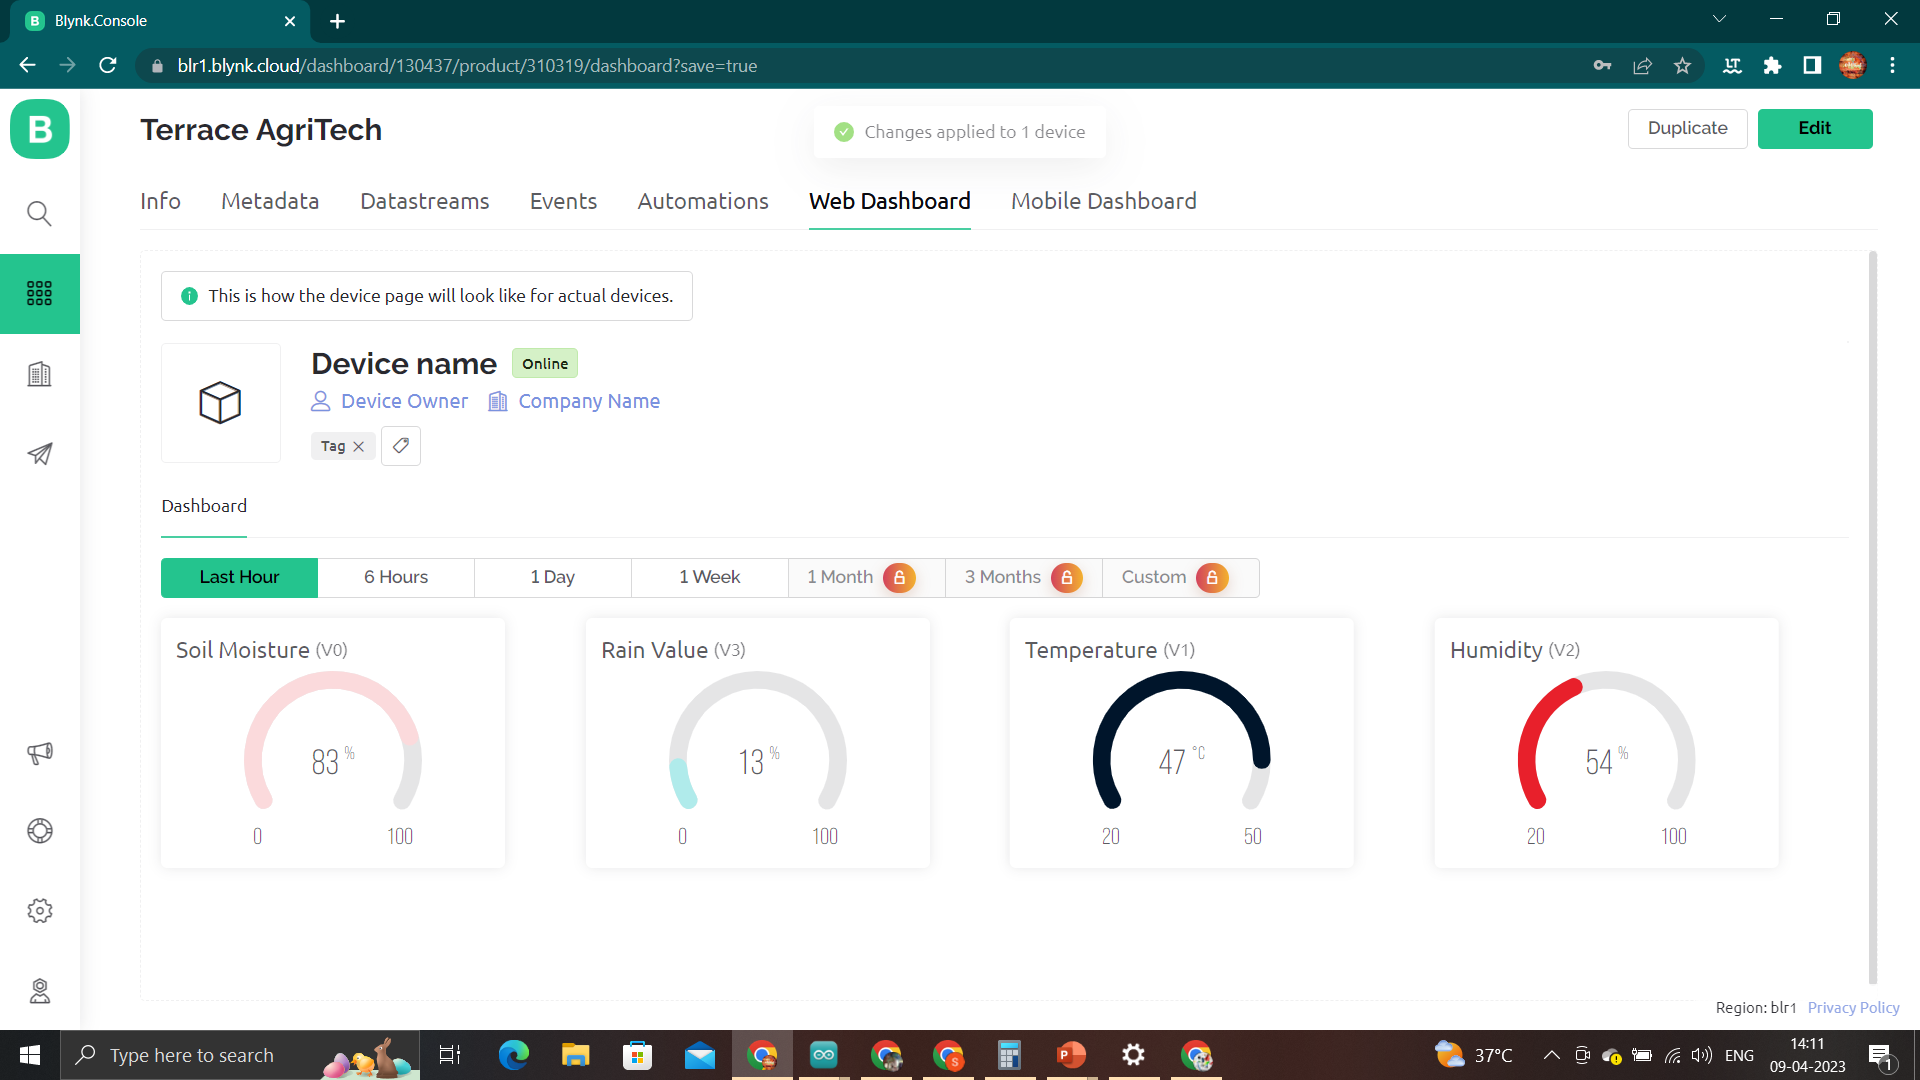 Blynk.Console
blr1.blynk.cloud/dashboard/130437/product/310319/dashboard?save=true
B
Terrace AgriTech
Changes applied to 1 device
Duplicate
Edit
Info Metadata Datastreams Events Automations Web Dashboard Mobile Dashboard
This is how the device page will look like for actual devices.
Device name Online
Device Owner Company Name
Tag
Dashboard
Last Hour 6 Hours 1 Day 1 Week 1 Month 3 Months Custom
Soil Moisture (V0)
83 %
0 100
Rain Value (V3)
13 %
0 100
Temperature (V1)
47 °C
20 50
Humidity (V2)
54 %
20 100
Region: blr1 Privacy Policy
Type here to search
37°C
ENG
14:11
09-04-2023
1